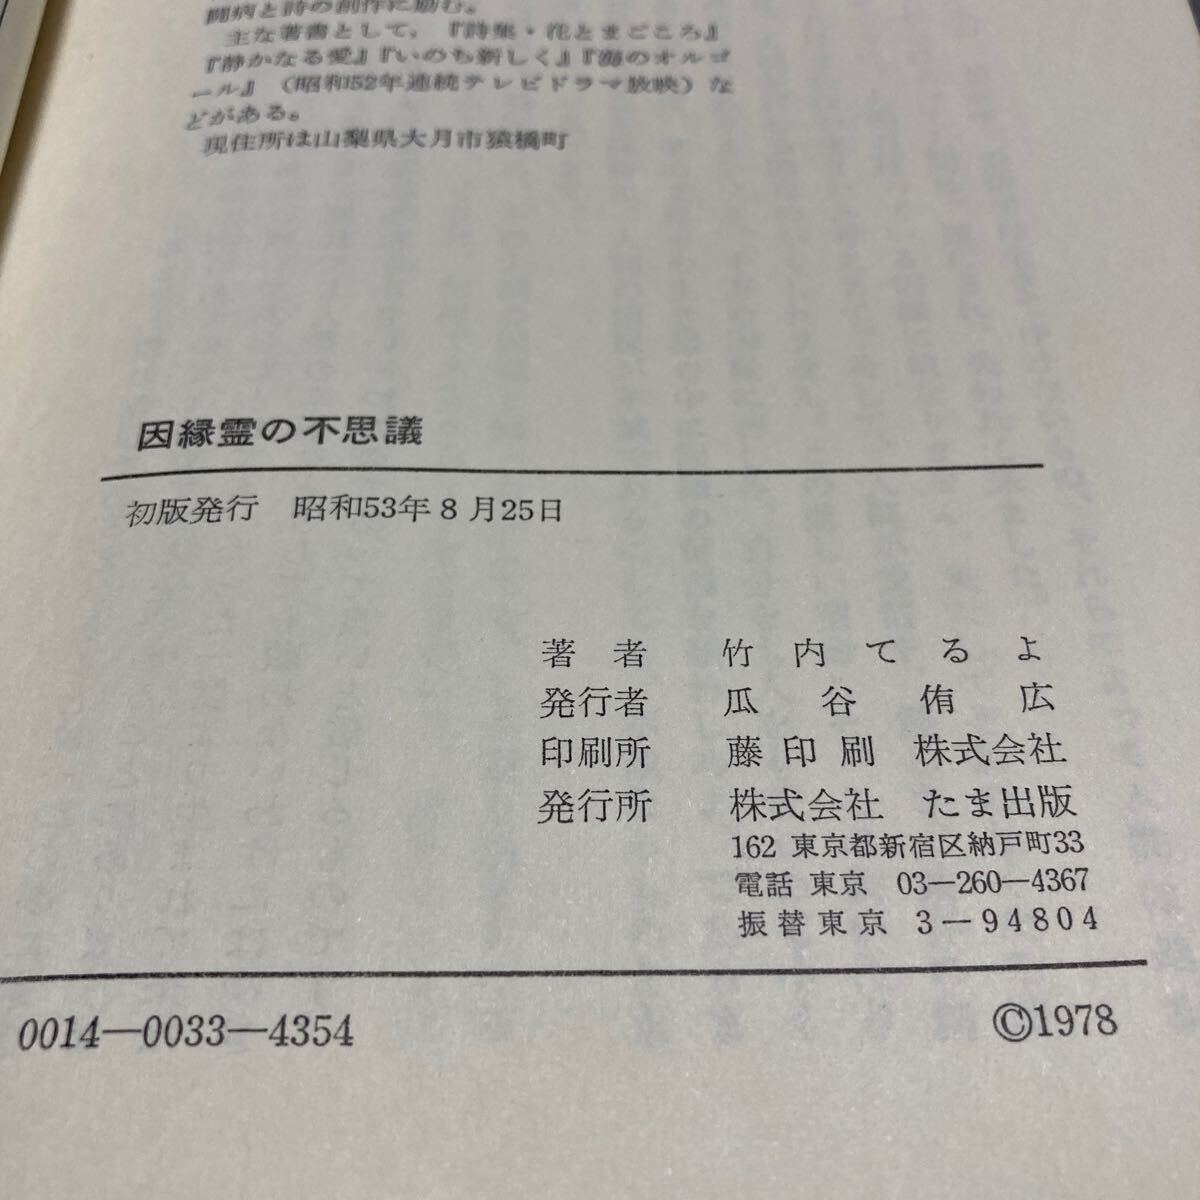 闘病と詩の創作に励む。
主な著書として，『詩集・花とまごころ』
『静かなる愛』『いのち新しく』『海のオルゴ
ール』（昭和52年連続テレビドラマ放映）な
どがある。
現住所は山梨県大月市猿橋町
因縁霊の不思議
初版発行 昭和53年8月25日
著者 竹内てるよ
発行者 瓜谷侑広
印刷所 藤印刷 株式会社
発行所 株式会社 たま出版
162 東京都新宿区納戸町33
電話 東京 03―260―4367
振替東京 3－94804
0014―0033―4354
©1978